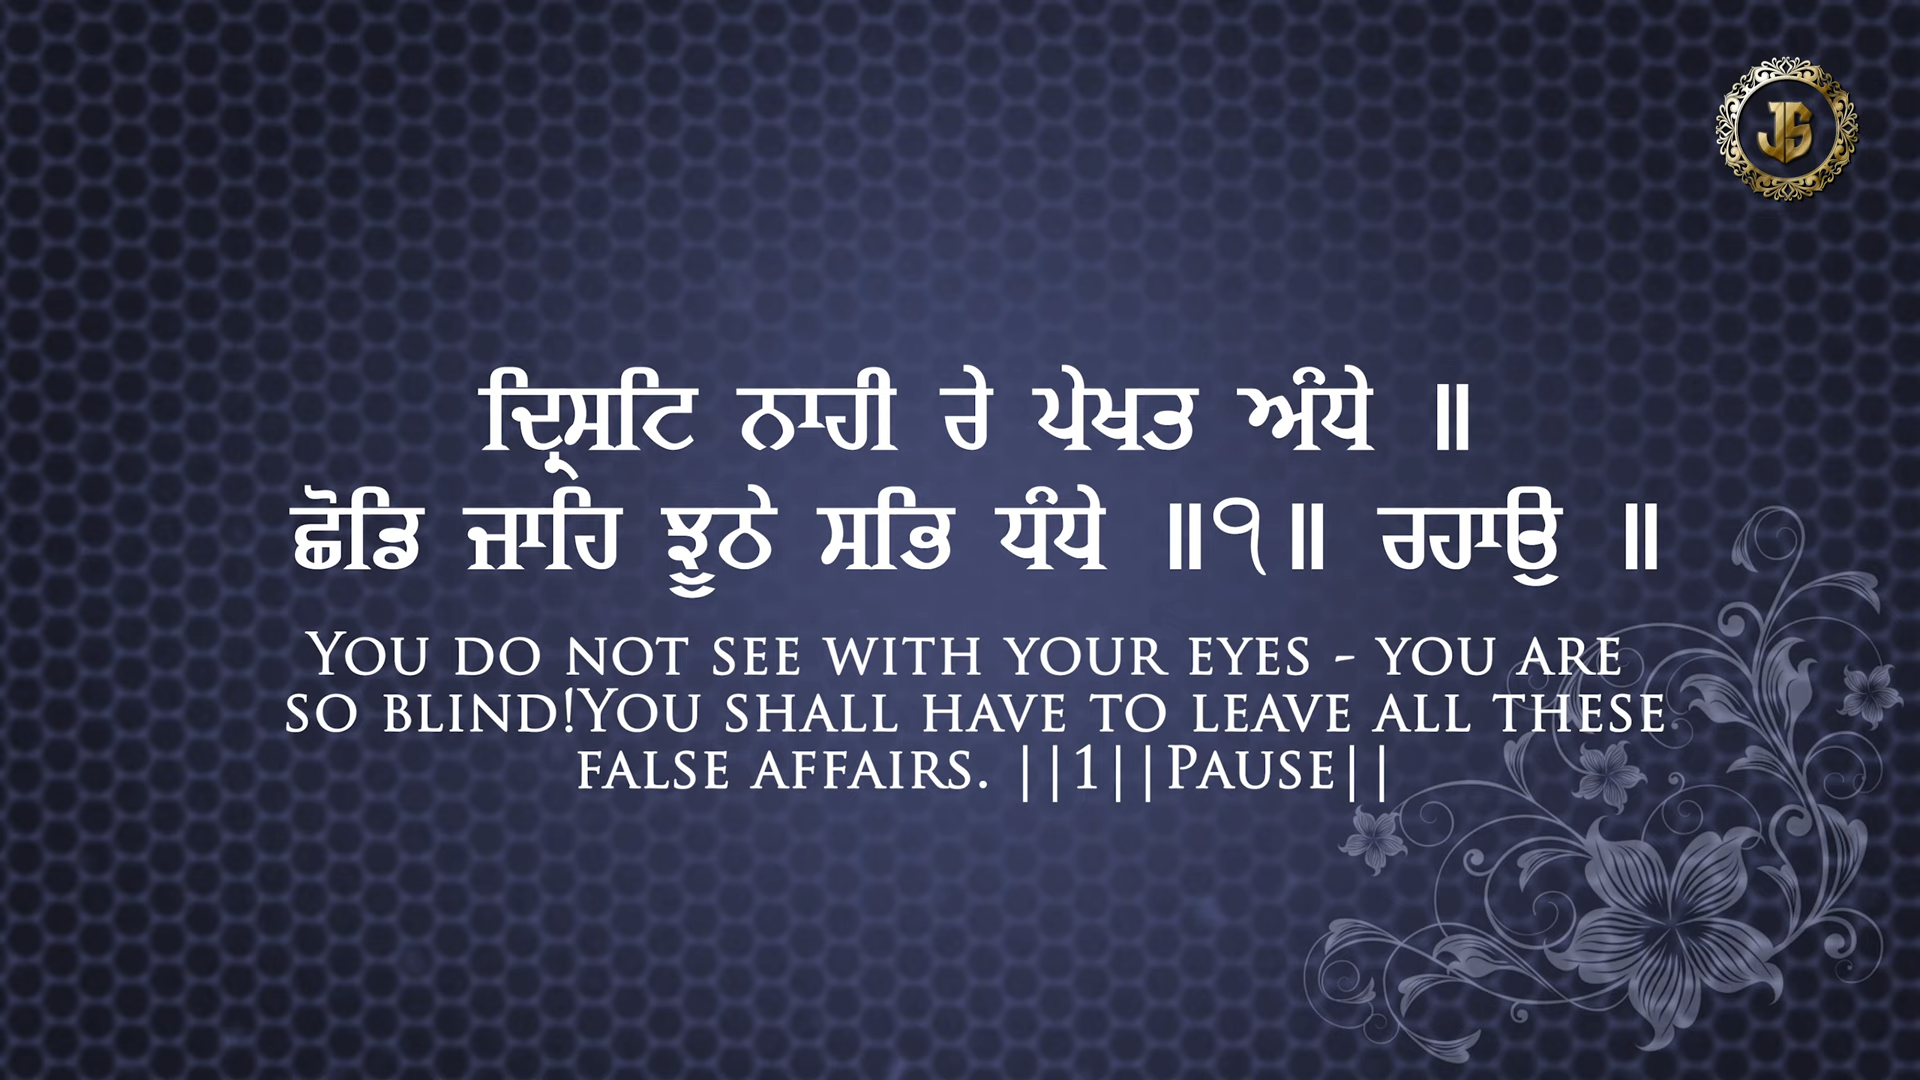 JS
ਦ੍ਰਿਸਟਿ ਨਾਹੀ ਰੇ ਪੇਖਤ ਅੰਧੇ ॥
ਛੋਡਿ ਜਾਹਿ ਝੂਠੇ ਸਭਿ ਧੰਧੇ ॥੧॥ ਰਹਾਉ ॥
You do not see with your eyes - you are
so blind!You shall have to leave all these
false affairs. ||1||Pause||